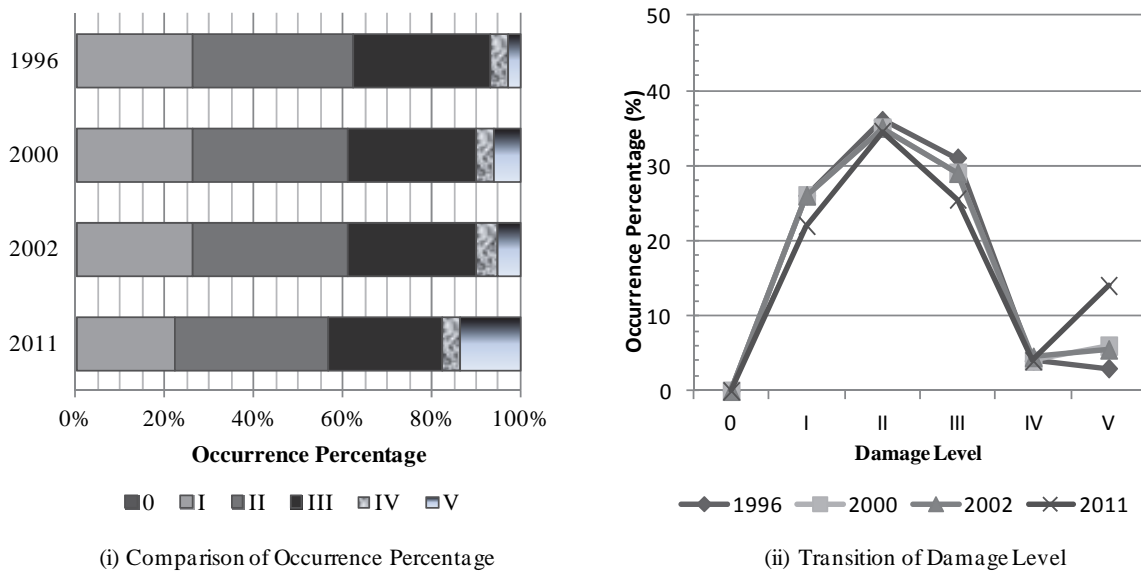 1996
2000
2002
2011
0% 20% 40% 60% 80% 100%
Occurrence Percentage
0 I II III IV V
(i) Comparison of Occurrence Percentage
Occurrence Percentage (%)
50
40
30
20
10
0
0 I II III IV V
Damage Level
1996 2000 2002 2011
(ii) Transition of Damage Level